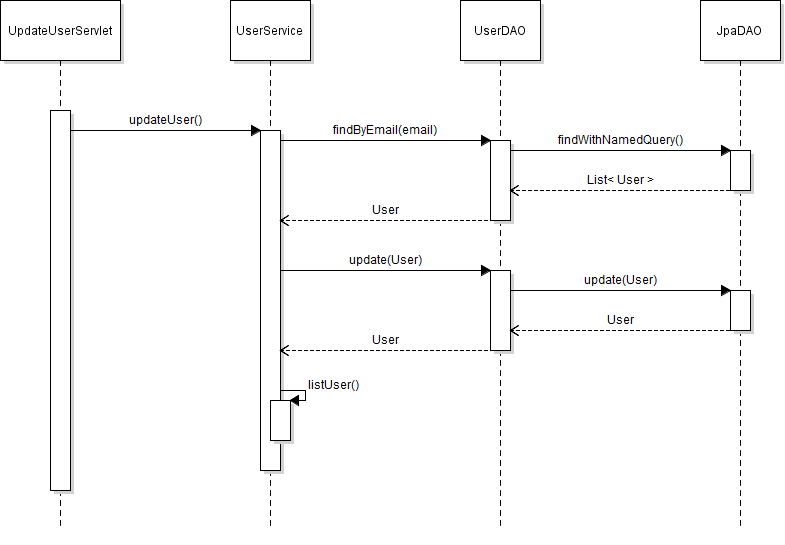 UpdateUserServlet
UserService
UserDAO
JpaDAO
updateUser()
findByEmail(email)
findWithNamedQuery()
List< User >
User
update(User)
update(User)
User
User
listUser()